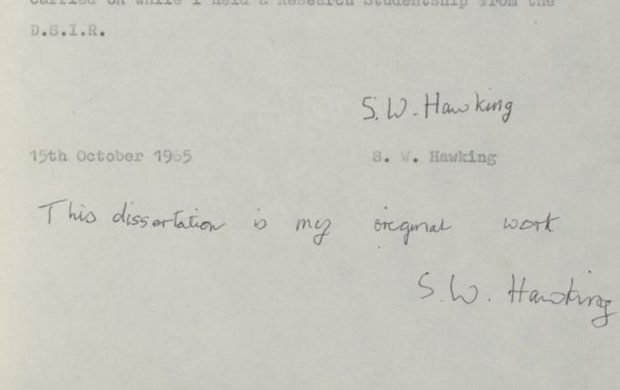 carried on while I held a Research Studentship from the
D.S.I.R.
S. W. Hawking
15th October 1965 S. W. Hawking
This dissertation is my original work
S. W. Hawking